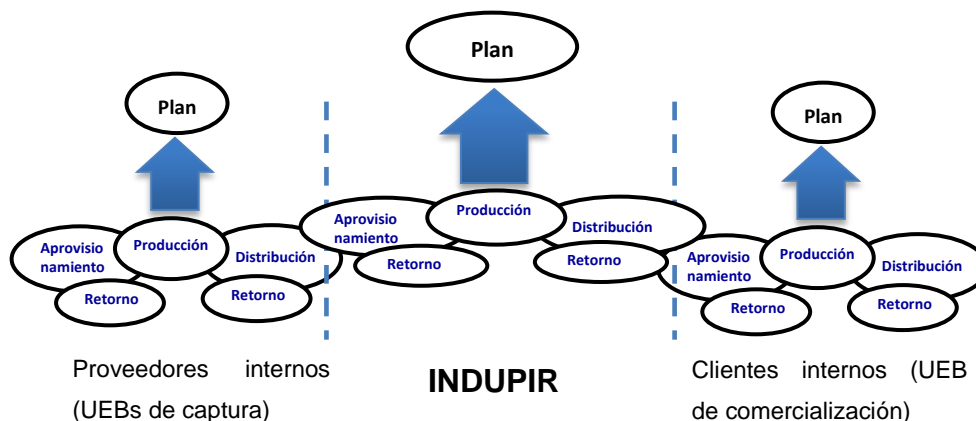 Plan
Plan
Plan
Aprovisio
namiento
Producción
Distribución
Retorno
Retorno
Aprovisio
namiento
Producción
Distribución
Retorno
Retorno
Aprovisio
namiento
Producción
Distribución
Retorno
Retorno
Proveedores internos
(UEBs de captura)
INDUPIR
Clientes internos (UEB
de comercialización)